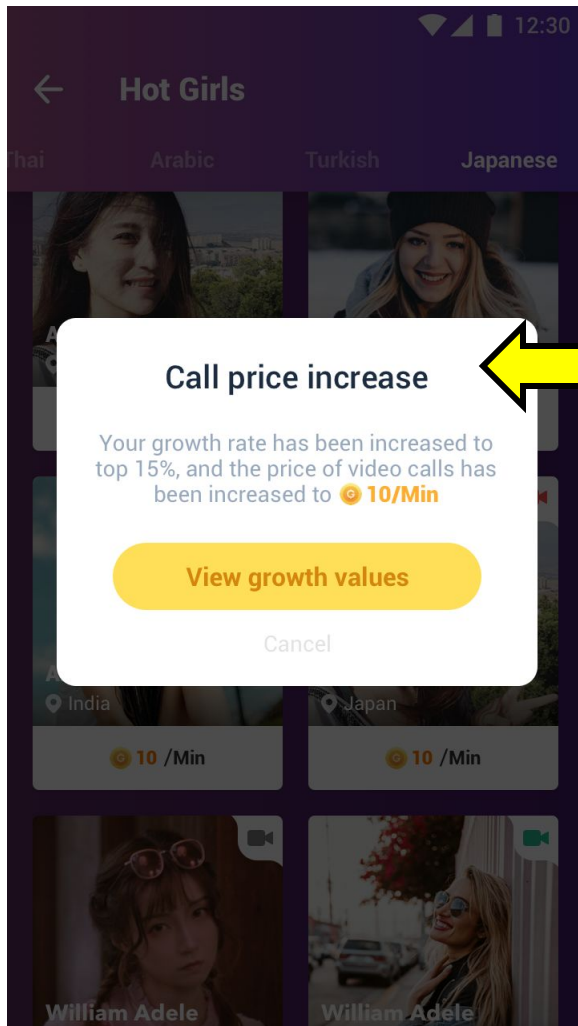 12:30
Hot Girls
Thai Arabic Turkish Japanese
Call price increase
Your growth rate has been increased to
top 15%, and the price of video calls has
been increased to G 10/Min
View growth values
Cancel
India Japan
10 /Min 10 /Min
William Adele William Adele